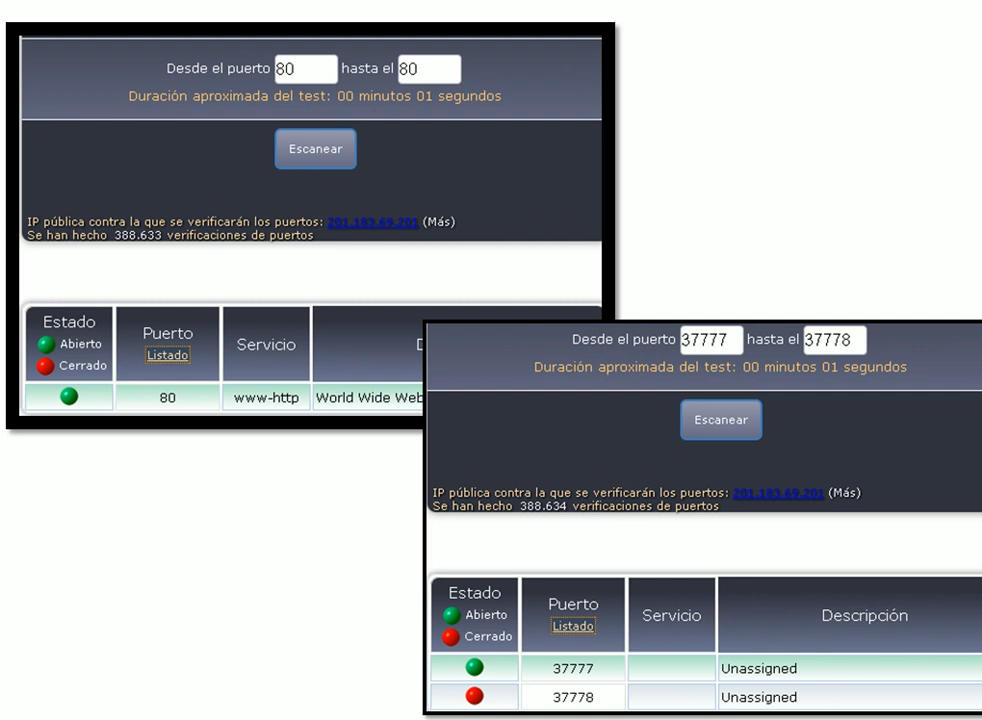 Desde el puerto 80 hasta el 80
Duración aproximada del test: 00 minutos 01 segundos
Escanear
IP pública contra la que se verificarán los puertos: 201.183.69.201 (Más)
Se han hecho 388.633 verificaciones de puertos
Estado
Abierto
Cerrado
Puerto
Listado
Servicio
D
80 www-http World Wide Web
Desde el puerto 37777 hasta el 37778
Duración aproximada del test: 00 minutos 01 segundos
Escanear
IP pública contra la que se verificarán los puertos: 201.183.69.201 (Más)
Se han hecho 388.634 verificaciones de puertos
Estado
Abierto
Cerrado
Puerto
Listado
Servicio
Descripción
37777 Unassigned
37778 Unassigned